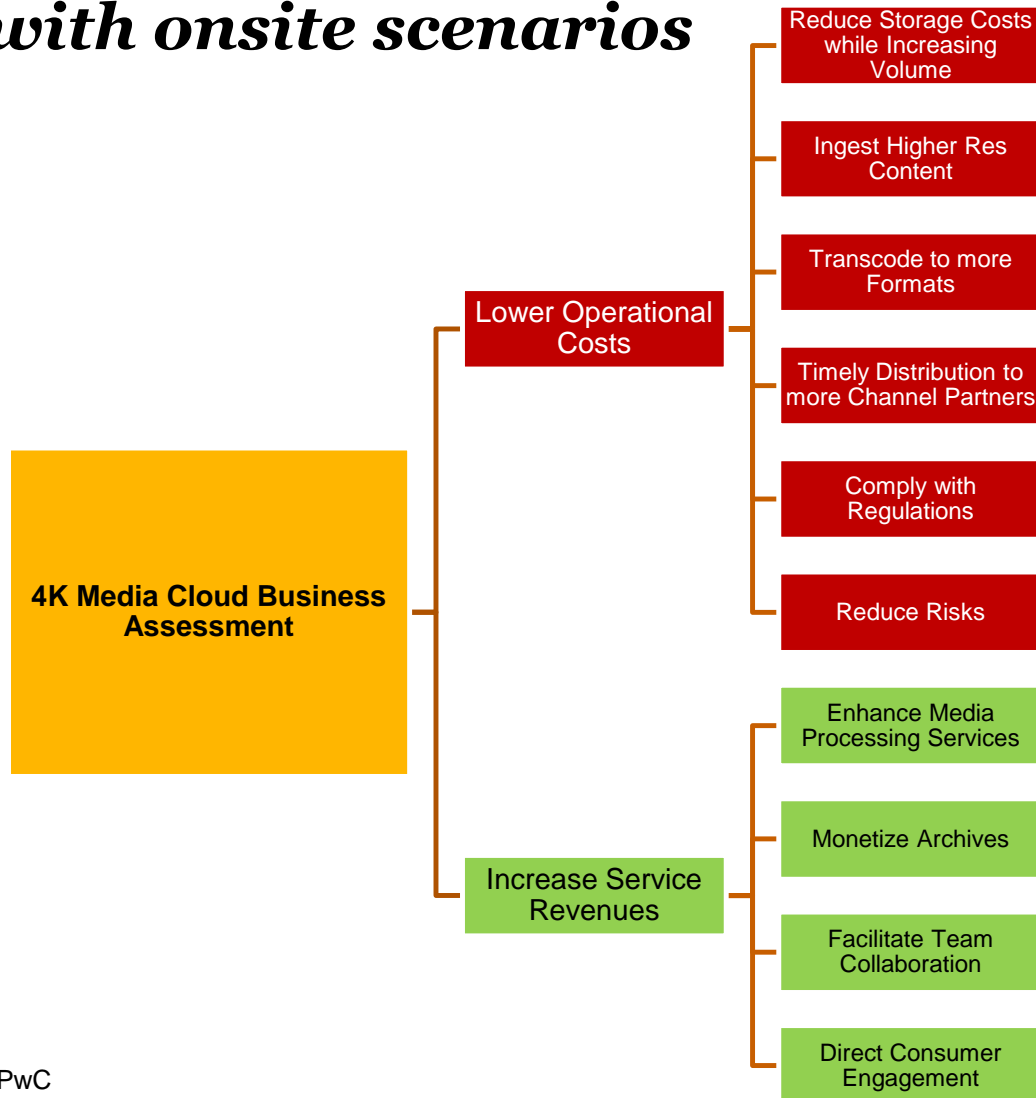 with onsite scenarios
Reduce Storage Costs
while Increasing
Volume
Ingest Higher Res
Content
Transcode to more
Formats
Lower Operational
Costs
Timely Distribution to
more Channel Partners
Comply with
Regulations
4K Media Cloud Business
Assessment
Reduce Risks
Enhance Media
Processing Services
Monetize Archives
Increase Service
Revenues
Facilitate Team
Collaboration
Direct Consumer
Engagement
PwC